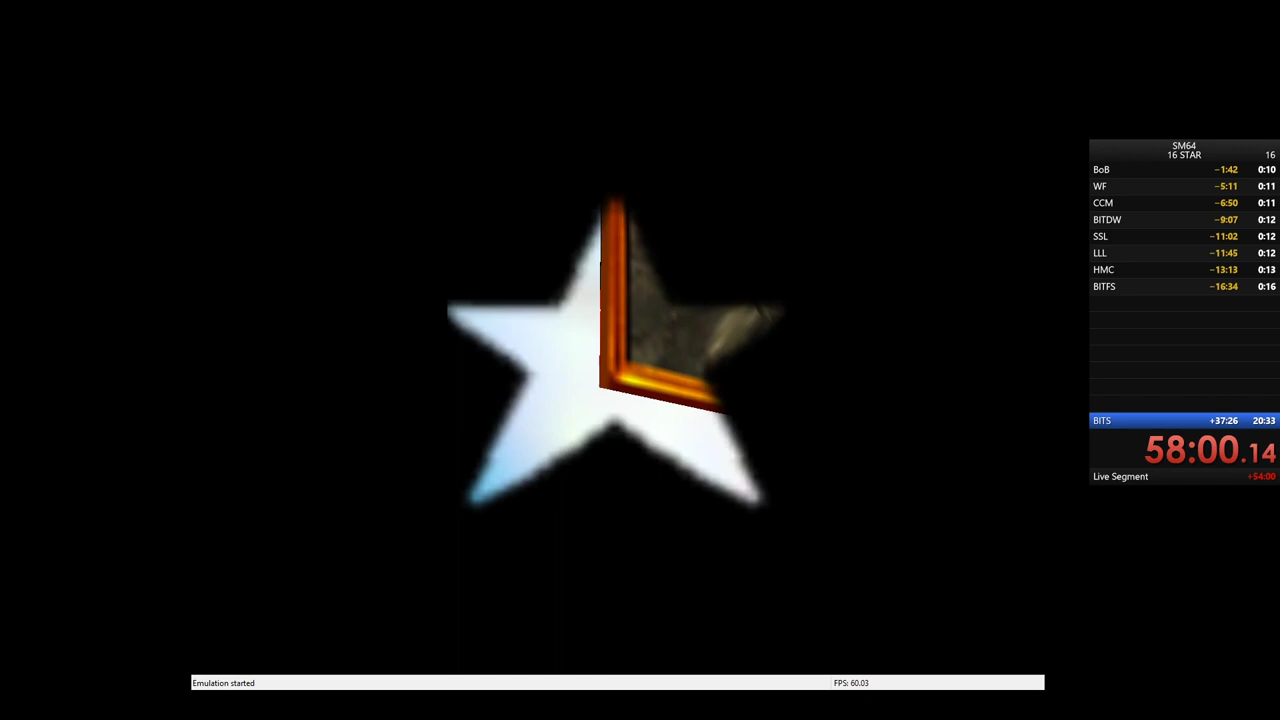 SM64
16 STAR 16
BoB −1:42 0:10
WF −5:11 0:11
CCM −6:50 0:11
BITDW −9:07 0:12
SSL −11:02 0:12
LLL −11:45 0:12
HMC −13:13 0:13
BITFS −16:34 0:16
BITS +37:26 20:33
58:00.14
Live Segment +54:00
Emulation started FPS: 60.03